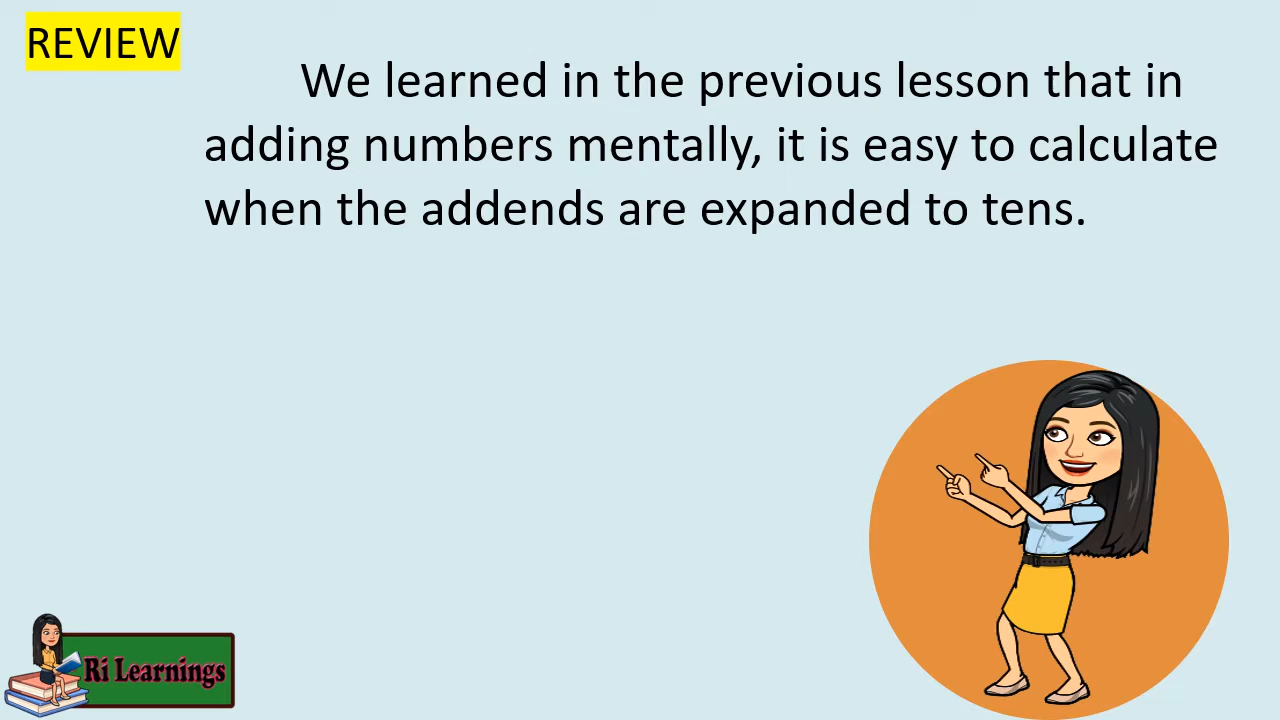 REVIEW
We learned in the previous lesson that in
adding numbers mentally, it is easy to calculate
when the addends are expanded to tens.
Ri Learnings